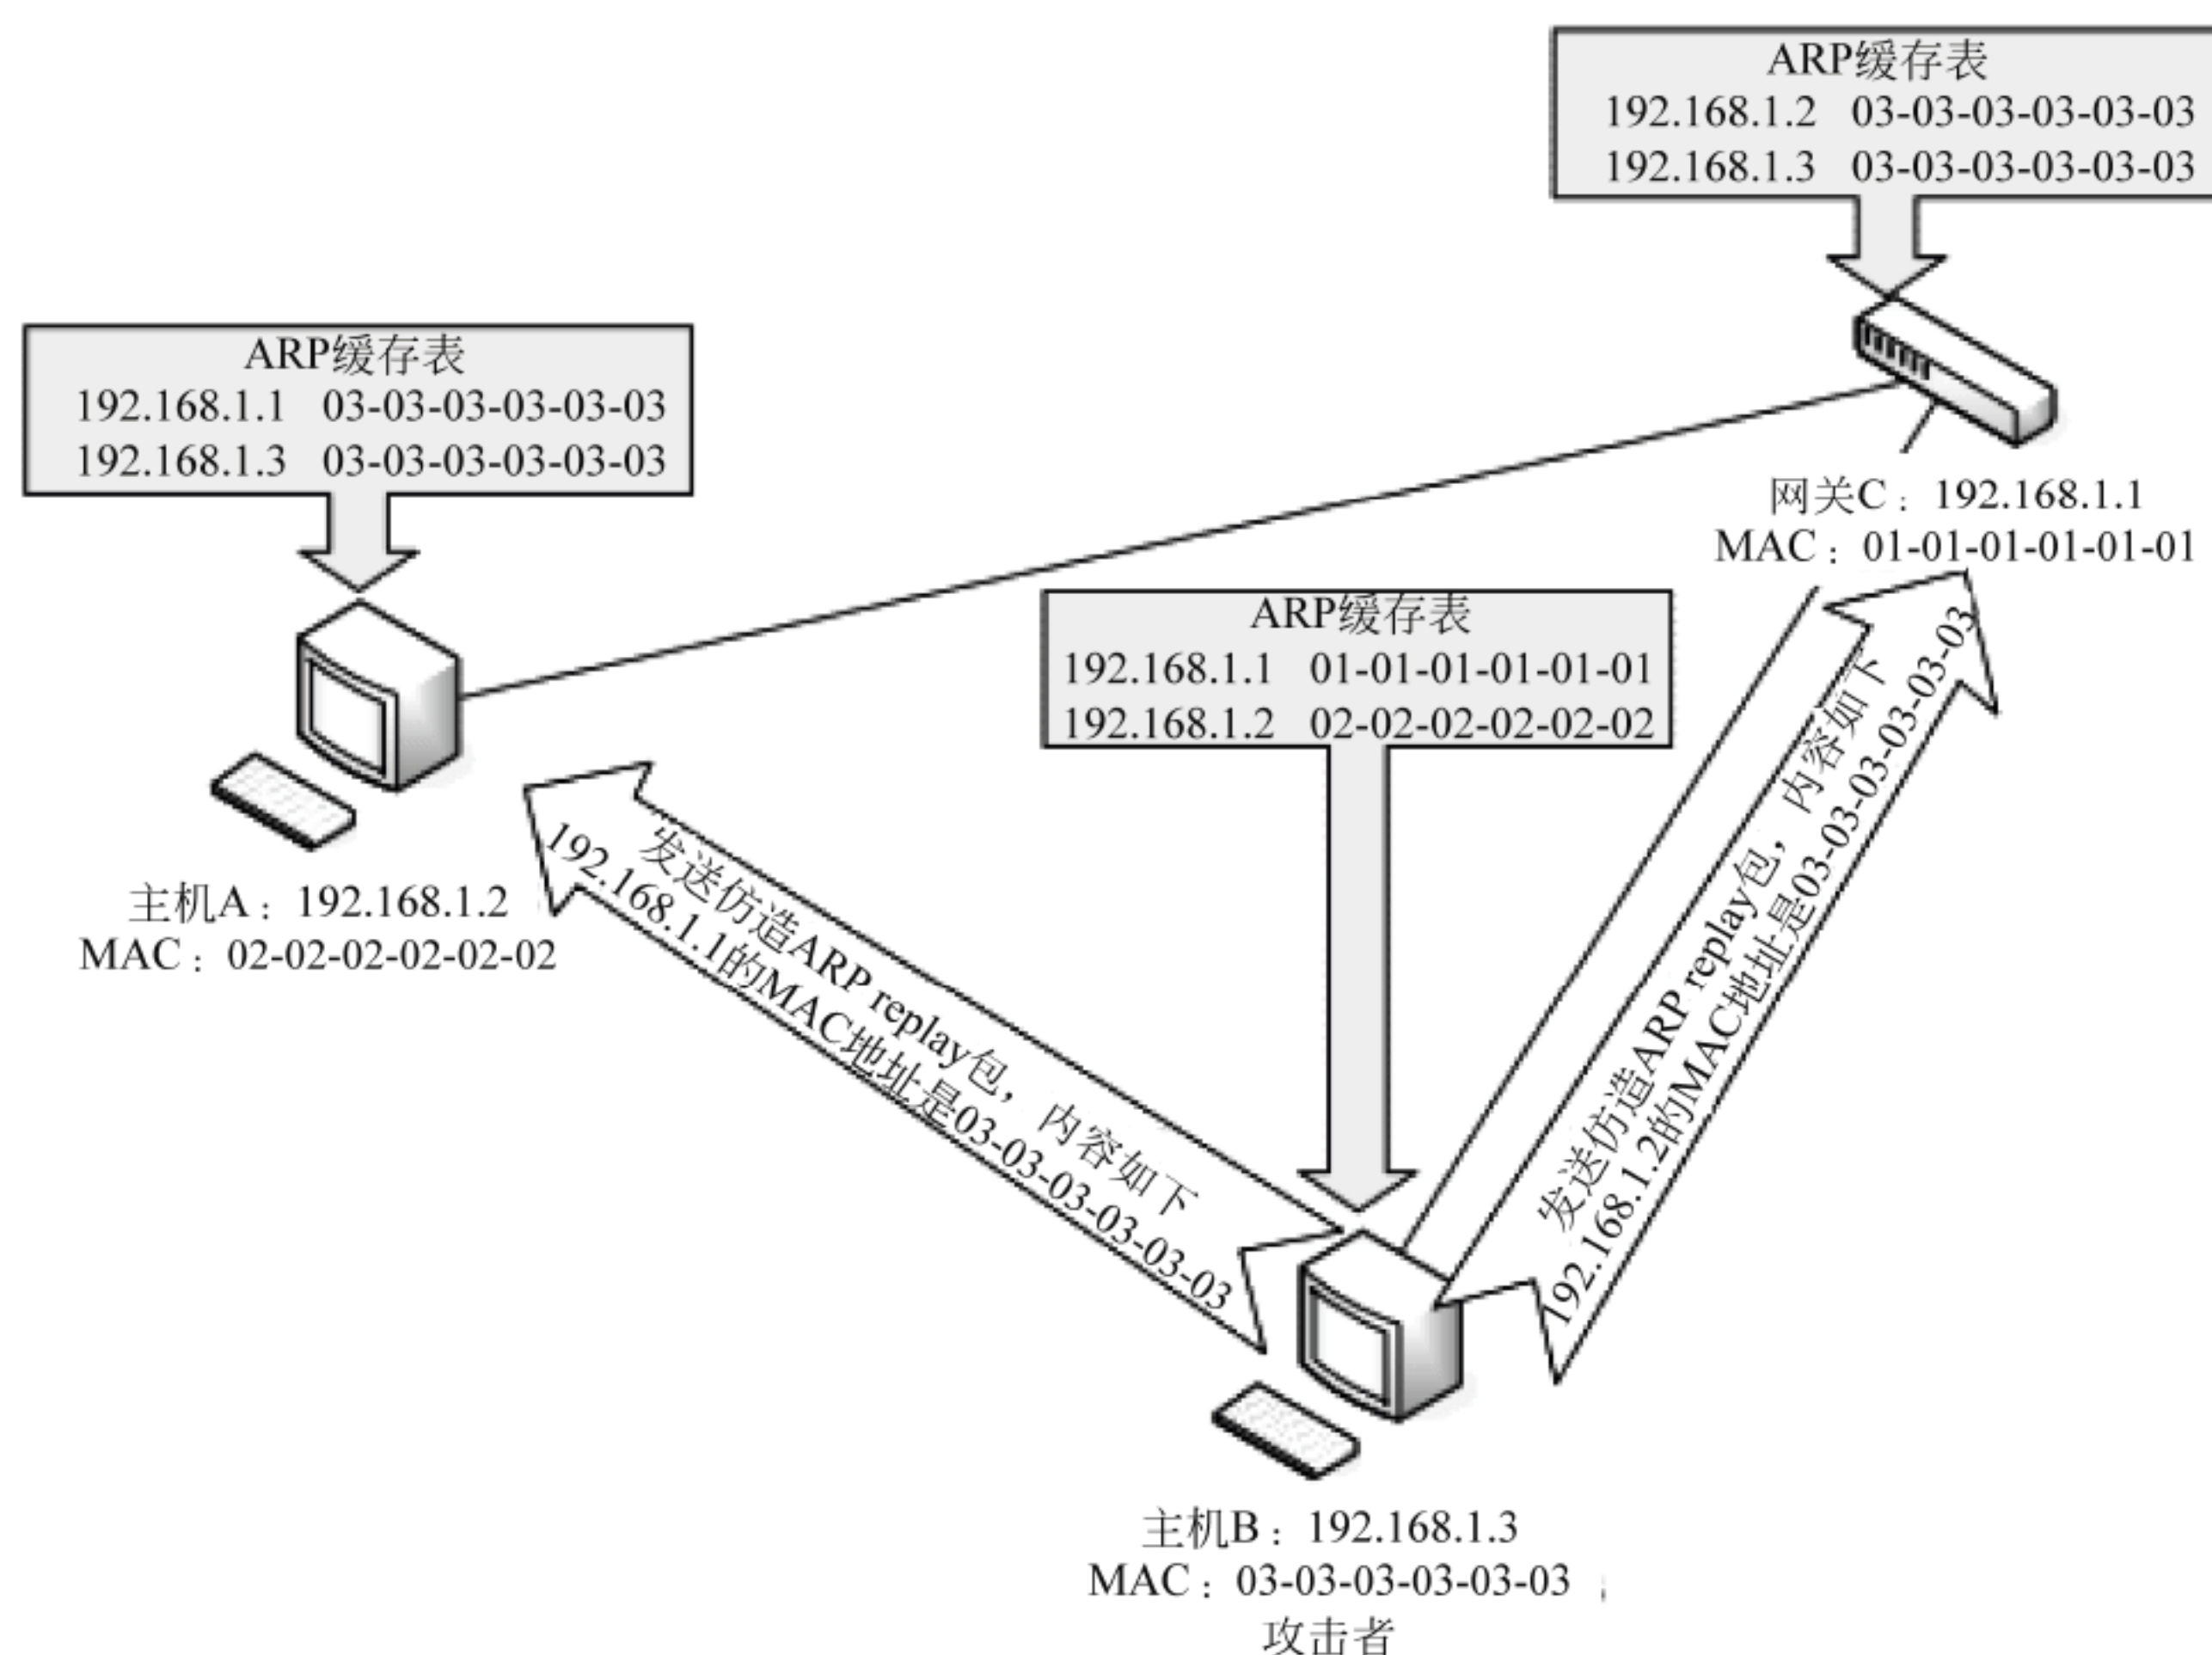 ARP缓存表
192.168.1.2 03-03-03-03-03-03
192.168.1.3 03-03-03-03-03-03
ARP缓存表
192.168.1.1 03-03-03-03-03-03
192.168.1.3 03-03-03-03-03-03
网关C：192.168.1.1
MAC：01-01-01-01-01-01
ARP缓存表
192.168.1.1 01-01-01-01-01-01
192.168.1.2 02-02-02-02-02-02
主机A：192.168.1.2
MAC：02-02-02-02-02-02
发送仿造ARP replay包，内容如下
192.168.1.1的MAC地址是03-03-03-03-03-03
发送仿造ARP replay包，内容如下
192.168.1.2的MAC地址是03-03-03-03-03-03
主机B：192.168.1.3
MAC：03-03-03-03-03-03
攻击者